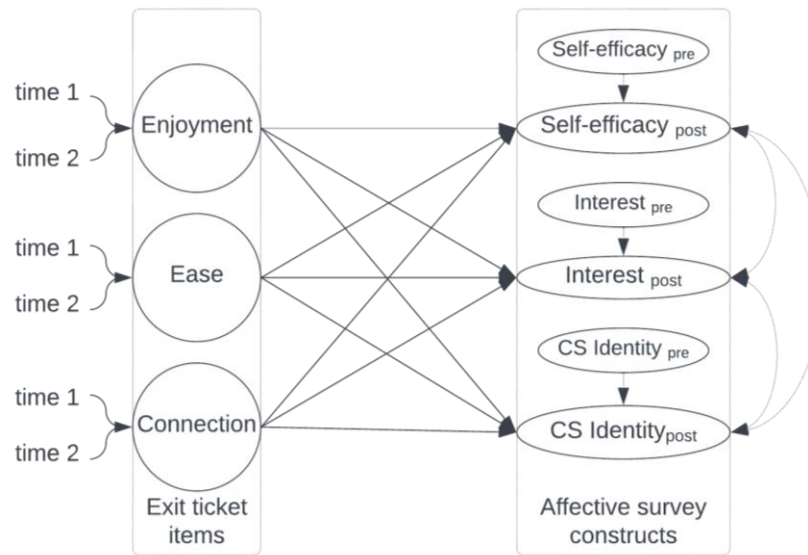 time 1
time 2
Enjoyment
time 1
time 2
Ease
time 1
time 2
Connection
Exit ticket
items
Self-efficacy pre
Self-efficacy post
Interest pre
Interest post
CS Identity pre
CS Identity post
Affective survey
constructs